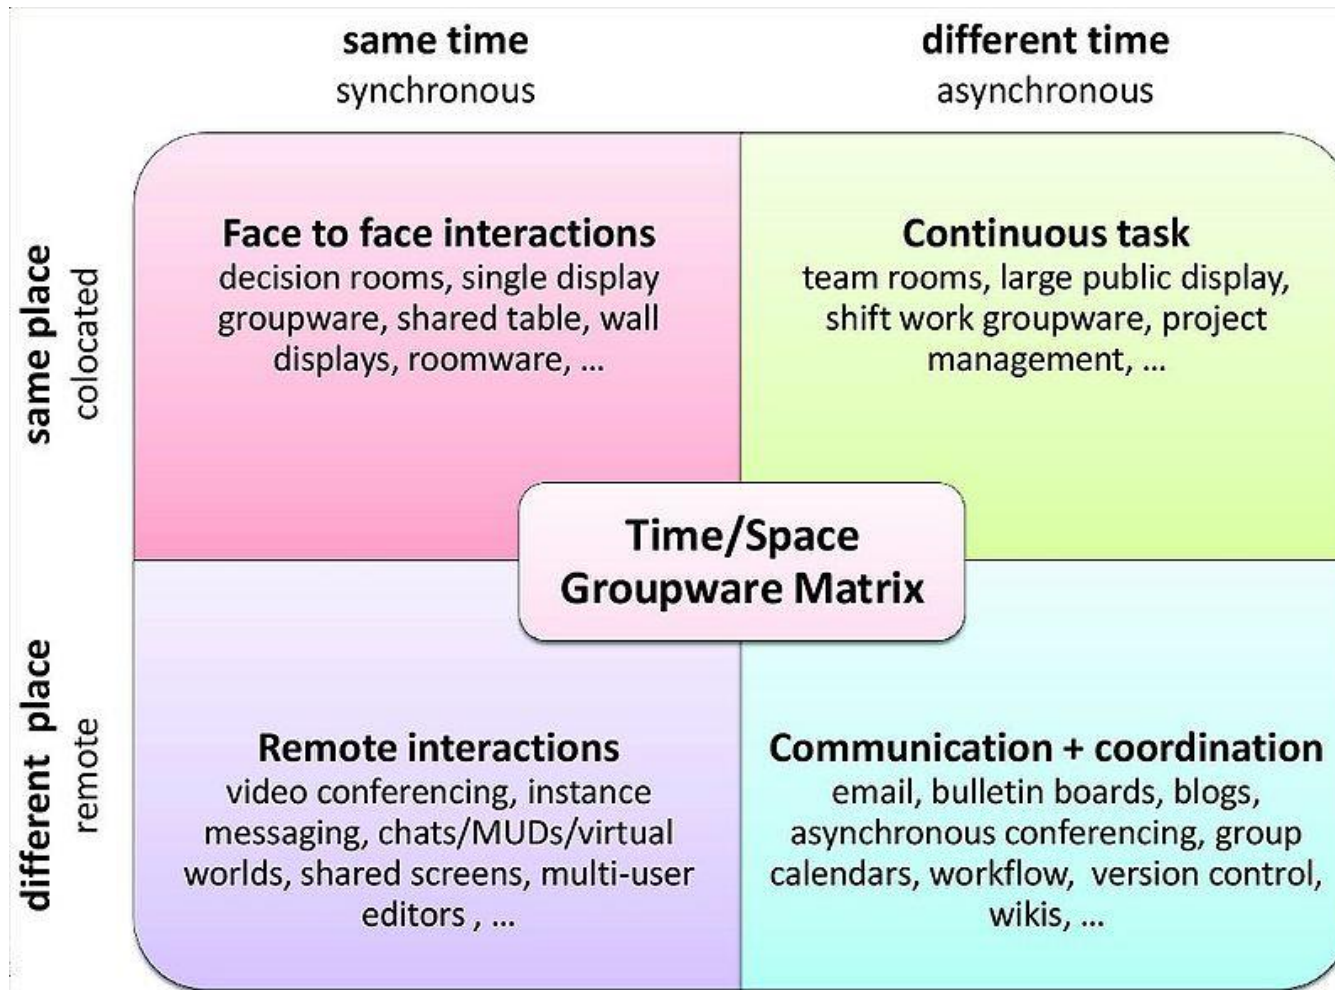 same time
synchronous
different time
asynchronous
same place
colocated
Face to face interactions
decision rooms, single display
groupware, shared table, wall
displays, roomware, ...
Continuous task
team rooms, large public display,
shift work groupware, project
management, ...
Time/Space
Groupware Matrix
different  place
remote
Remote interactions
video conferencing, instance
messaging, chats/MUDs/virtual
worlds, shared screens, multi-user
editors , ...
Communication + coordination
email, bulletin boards, blogs,
asynchronous conferencing, group
calendars, workflow,  version control,
wikis, ...